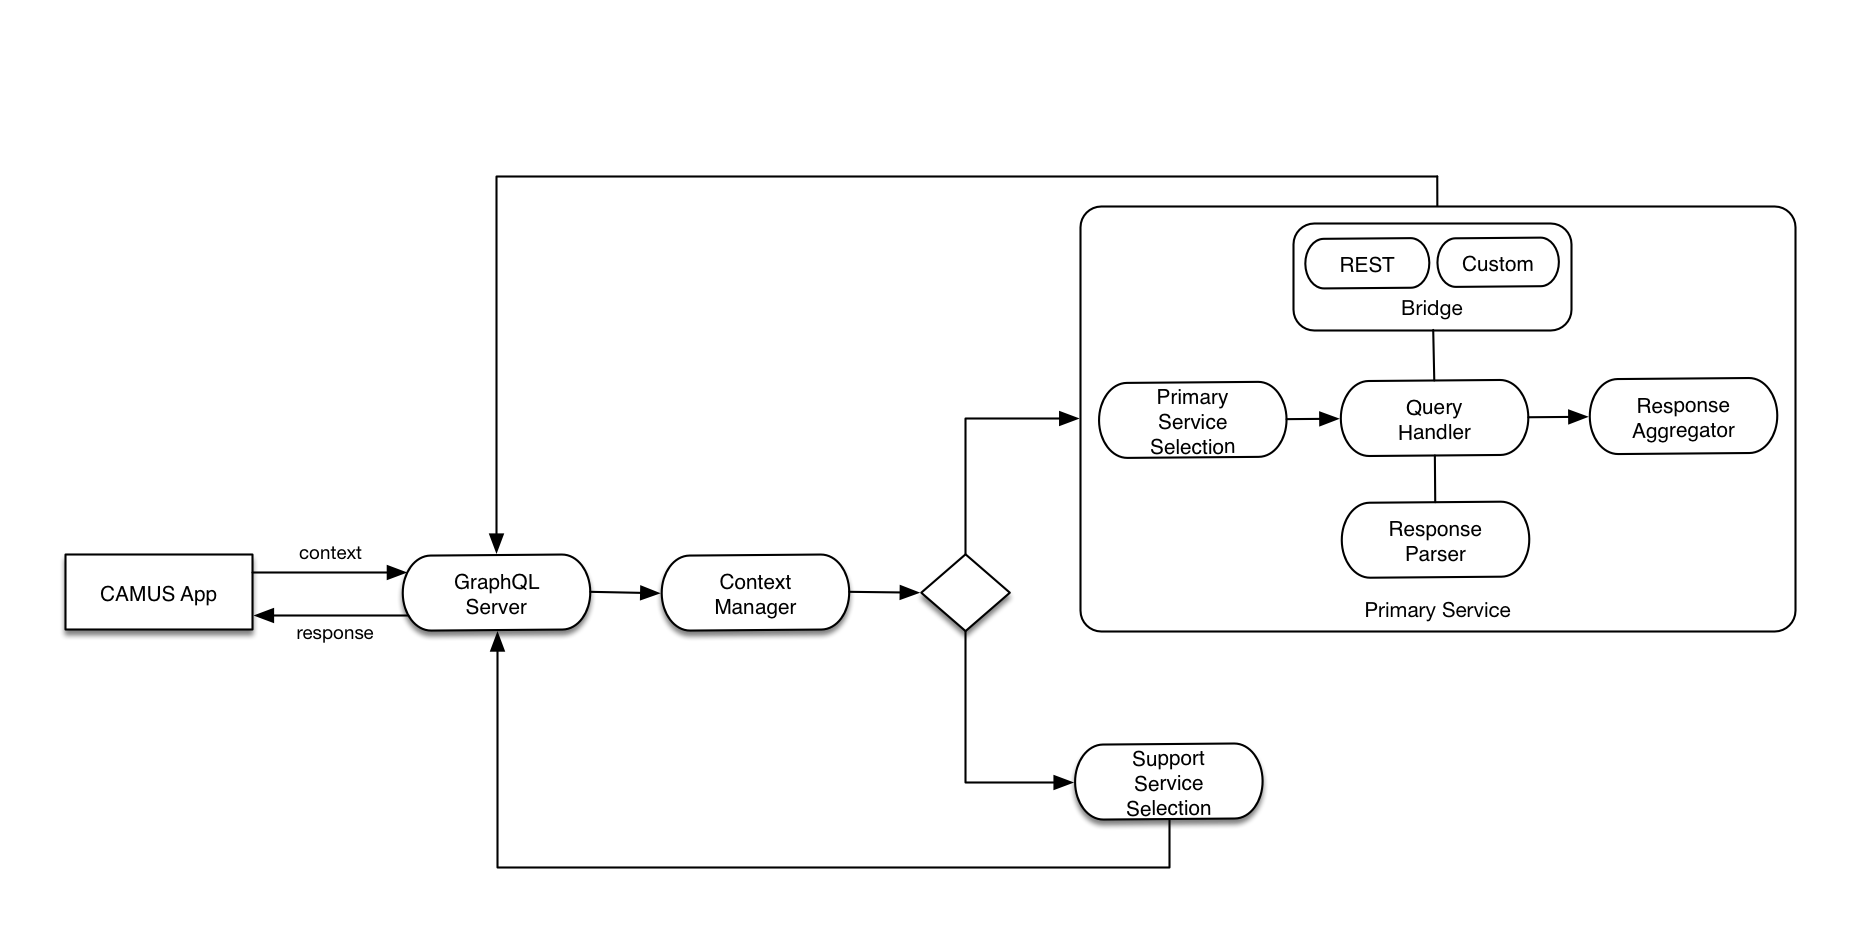 REST
Custom
Bridge
Primary
Service
Selection
Query
Handler
Response
Aggregator
Response
Parser
Primary Service
context
CAMUS App
response
GraphQL
Server
Context
Manager
Support
Service
Selection